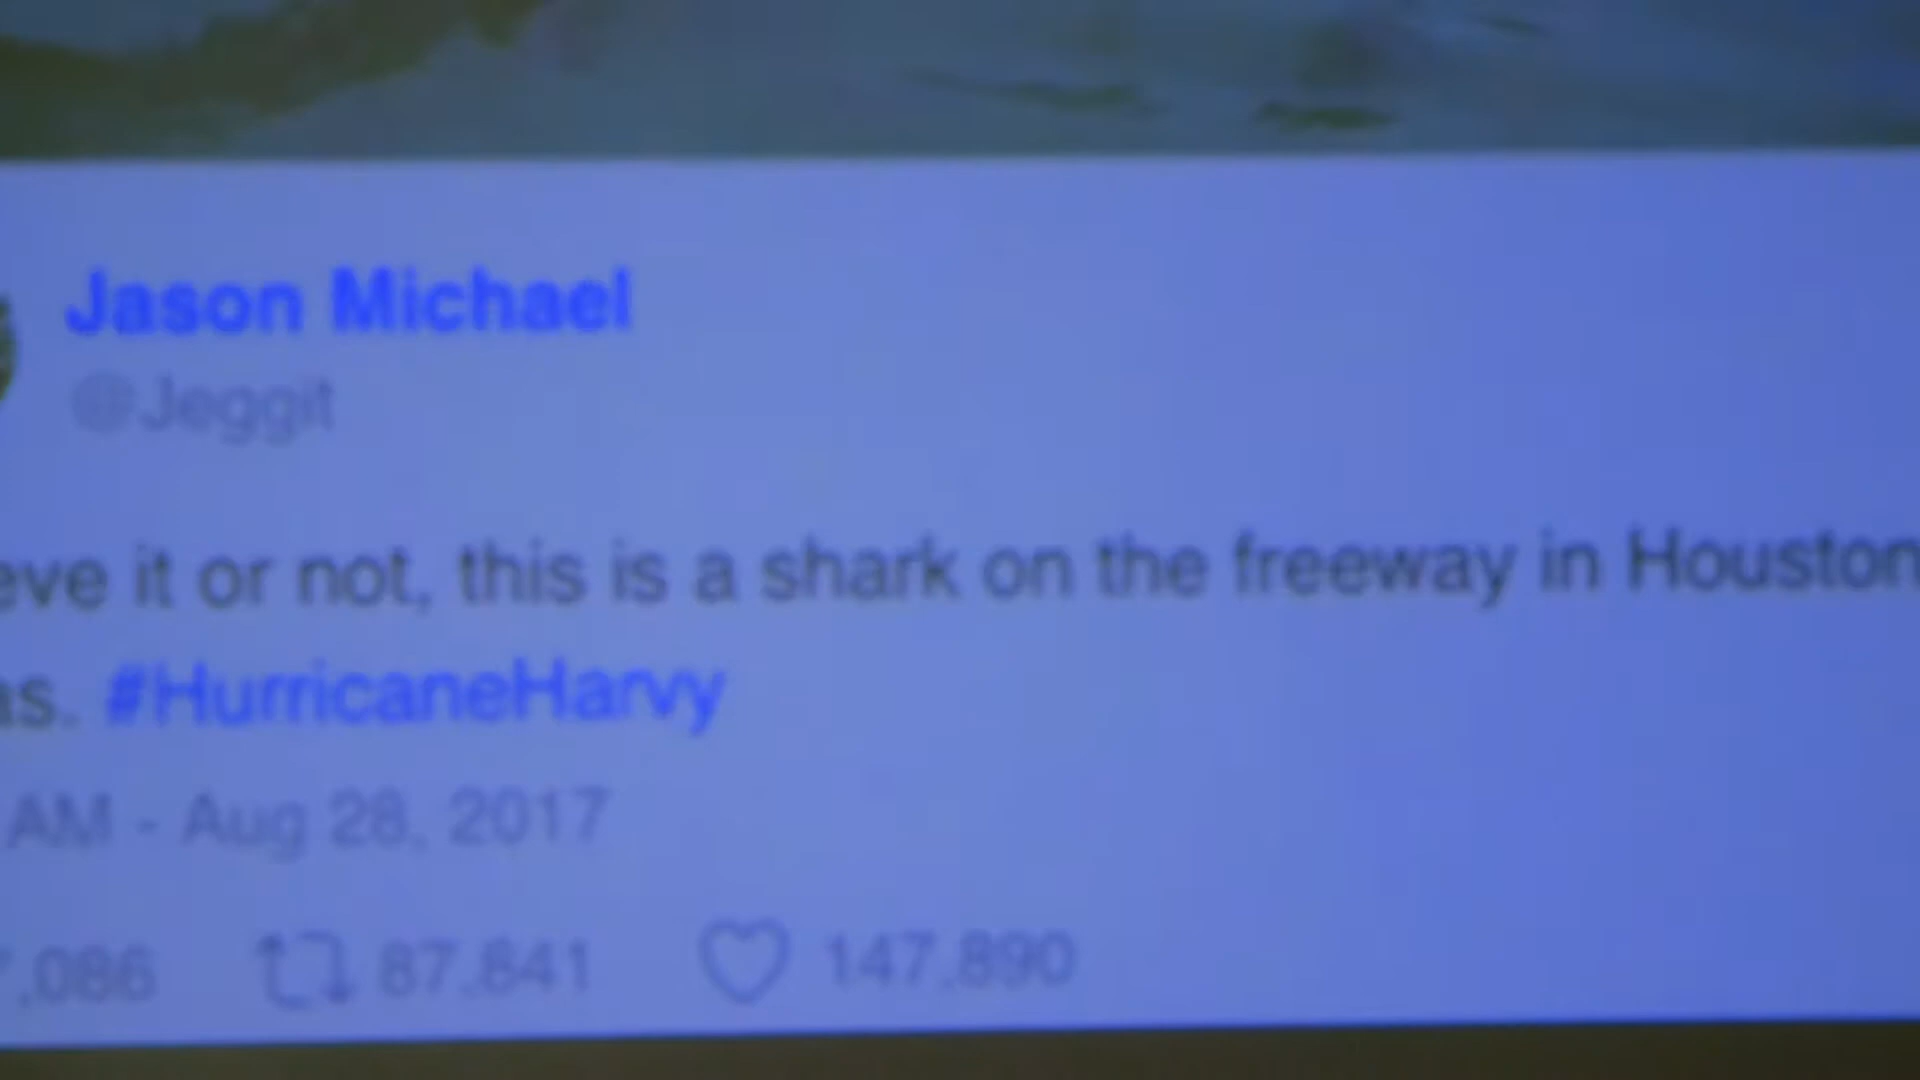 Jason Michael
@Jeggit
eve it or not, this is a shark on the freeway in Houston
as. #HurricaneHarvy
AM - Aug 28, 2017
,086 87,841 147,890